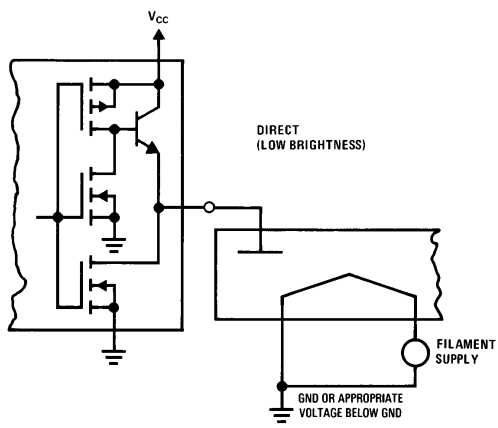 VCC
DIRECT
(LOW BRIGHTNESS)
FILAMENT
SUPPLY
GND OR APPROPRIATE
VOLTAGE BELOW GND